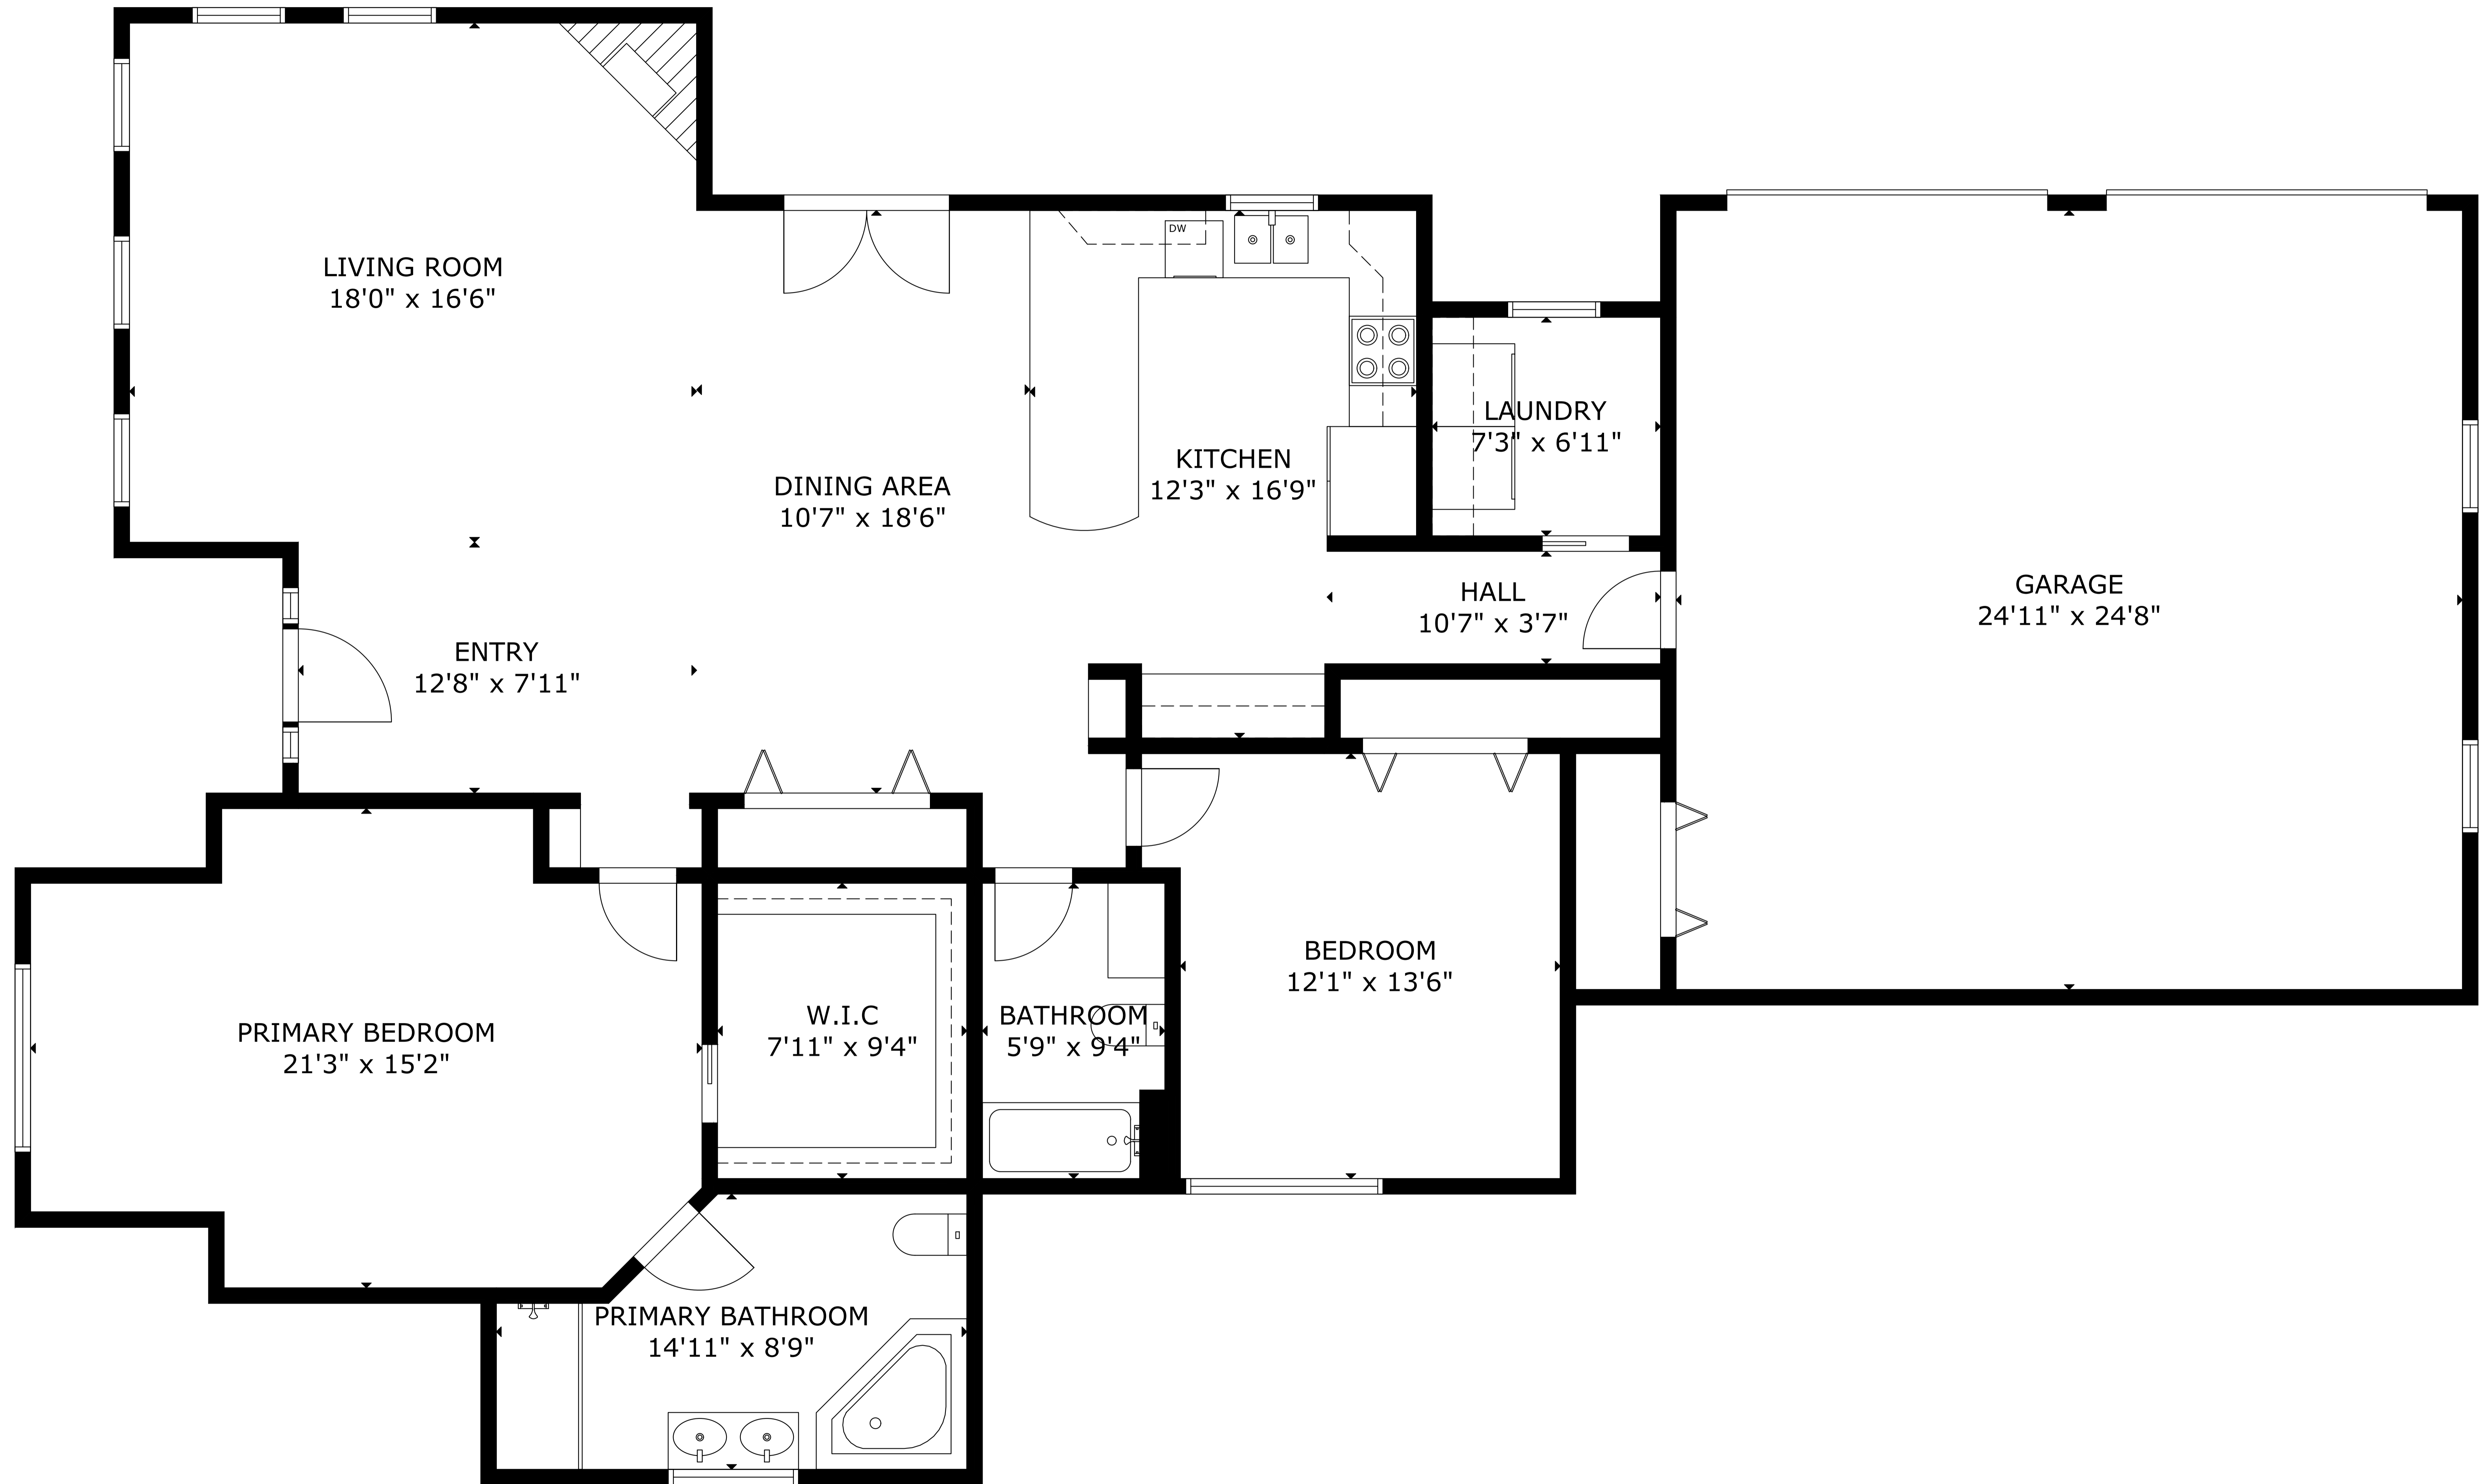 DW
LIVING ROOM
18'0" x 16'6"
LAUNDRY
7'3" x 6'11"
KITCHEN
12'3" x 16'9"
DINING AREA
10'7" x 18'6"
HALL
10'7" x 3'7"
GARAGE
24'11" x 24'8"
ENTRY
12'8" x 7'11"
BEDROOM
12'1" x 13'6"
PRIMARY BEDROOM
21'3" x 15'2"
W.I.C
7'11" x 9'4"
BATHROOM
5'9" x 9'4"
PRIMARY BATHROOM
14'11" x 8'9"